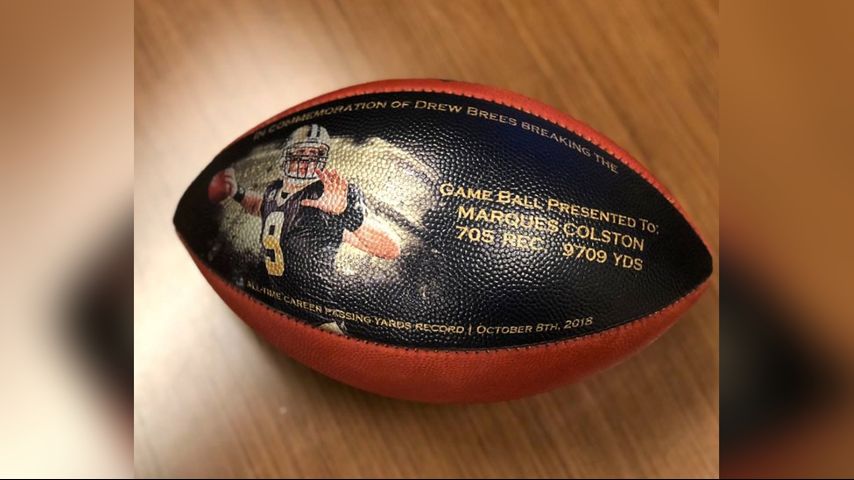 In Commemoration of Drew Brees breaking the
Game Ball Presented To:
MARQUES COLSTON
705 REC 9709 YDS
9
All-Time Career Passing Yards Record | October 8th, 2018